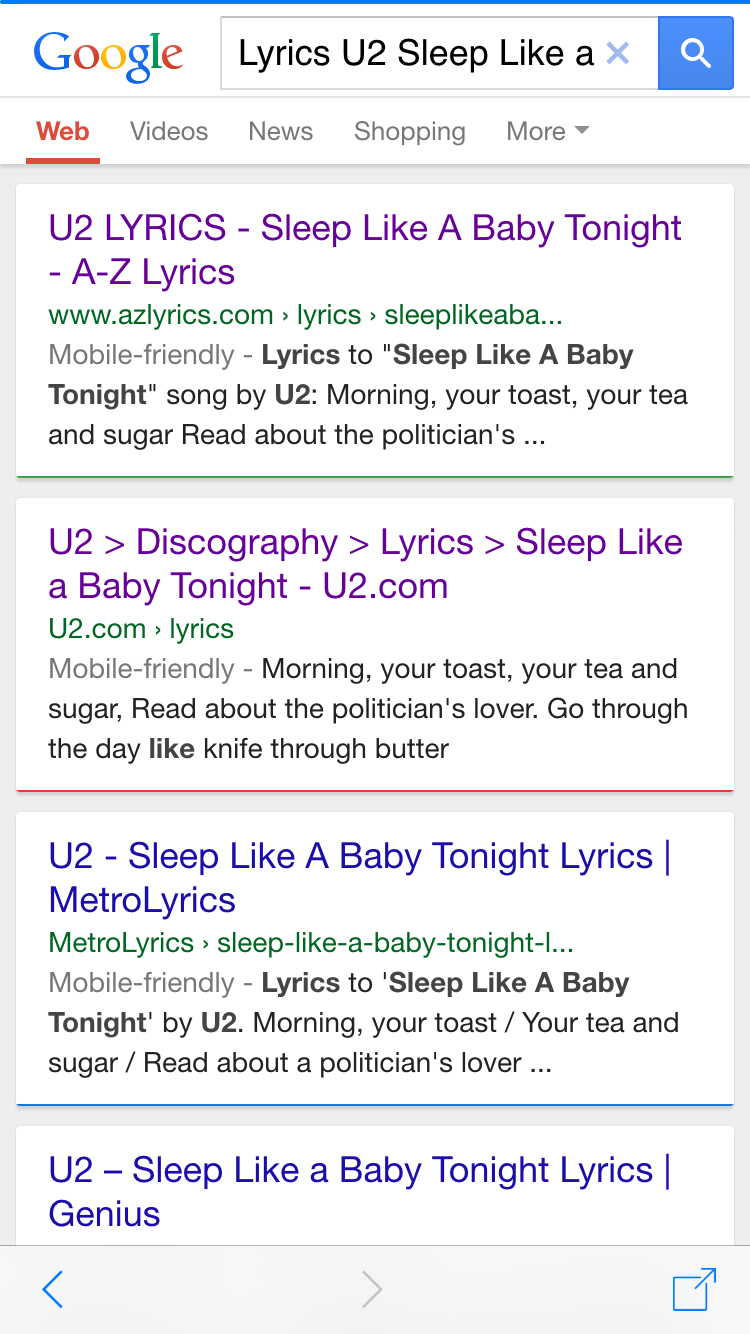 Google
Lyrics U2 Sleep Like a
Web Videos News Shopping More
U2 LYRICS - Sleep Like A Baby Tonight
- A-Z Lyrics
www.azlyrics.com › lyrics › sleeplikeaba...
Mobile-friendly - Lyrics to "Sleep Like A Baby
Tonight" song by U2: Morning, your toast, your tea
and sugar Read about the politician's ...
U2 > Discography > Lyrics > Sleep Like
a Baby Tonight - U2.com
U2.com › lyrics
Mobile-friendly - Morning, your toast, your tea and
sugar, Read about the politician's lover. Go through
the day like knife through butter
U2 - Sleep Like A Baby Tonight Lyrics |
MetroLyrics
MetroLyrics › sleep-like-a-baby-tonight-l...
Mobile-friendly - Lyrics to 'Sleep Like A Baby
Tonight' by U2. Morning, your toast / Your tea and
sugar / Read about a politician's lover ...
U2 – Sleep Like a Baby Tonight Lyrics |
Genius